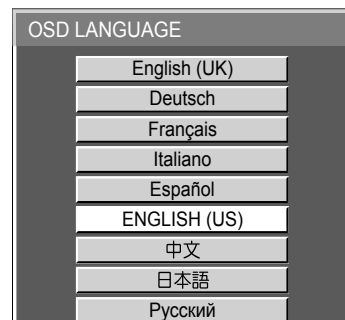 OSD LANGUAGE
English (UK)
Deutsch
Français
Italiano
Español
ENGLISH (US)
中文
日本語
Русский